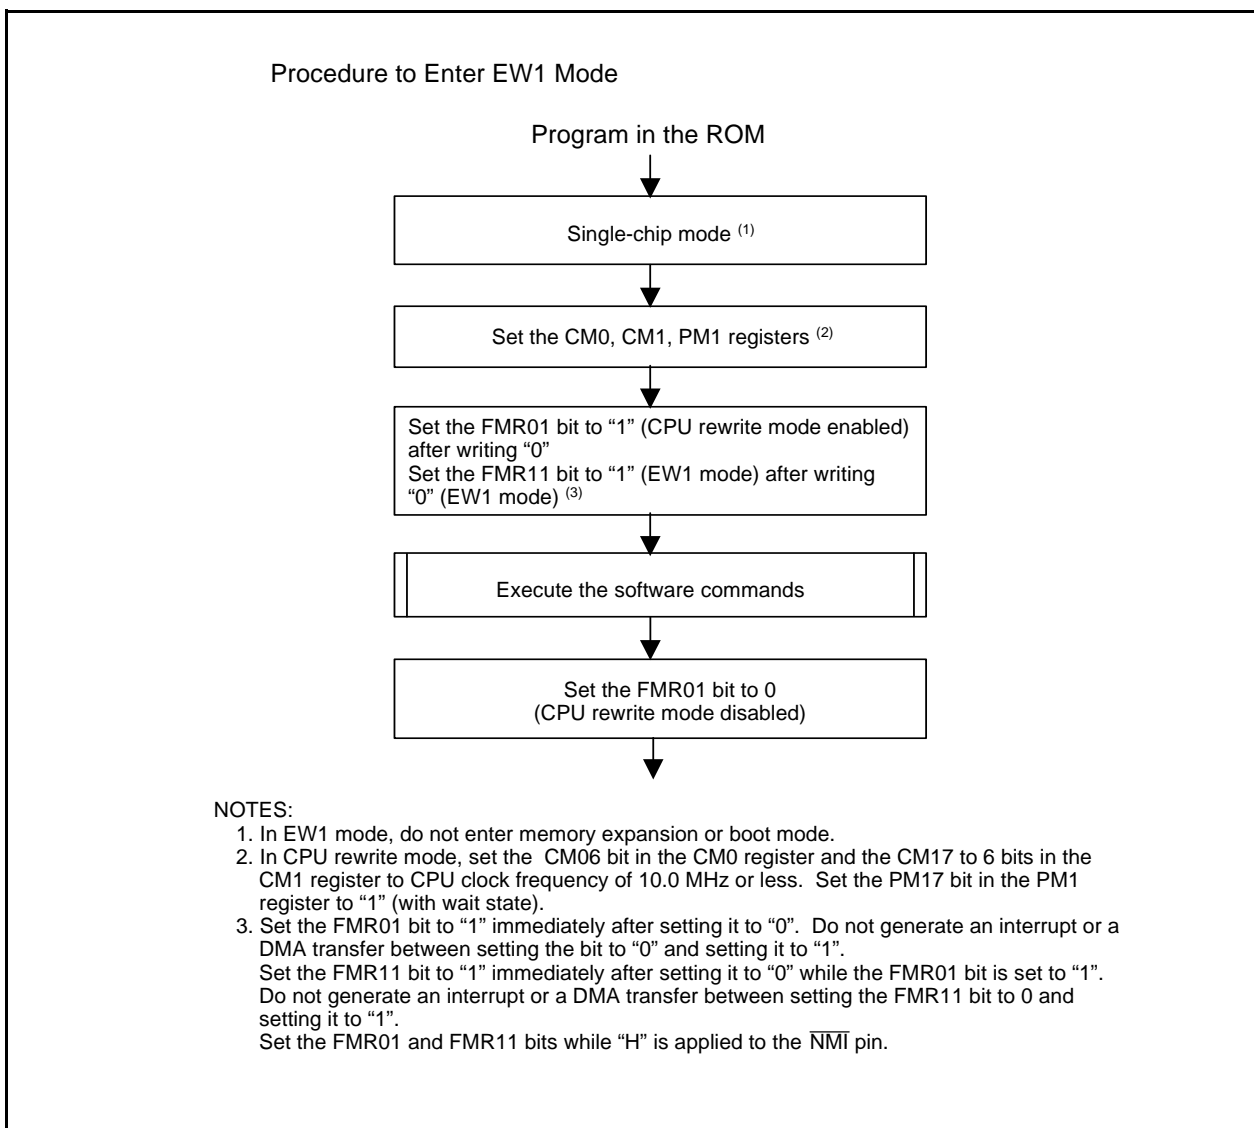 Procedure to Enter EW1 Mode
Program in the ROM
Single-chip mode (1)
Set the CM0, CM1, PM1 registers (2)
Set the FMR01 bit to “1” (CPU rewrite mode enabled)
after writing “0”
Set the FMR11 bit to “1” (EW1 mode) after writing
“0” (EW1 mode) (3)
Execute the software commands
Set the FMR01 bit to 0
(CPU rewrite mode disabled)
NOTES:
1. In EW1 mode, do not enter memory expansion or boot mode.
2. In CPU rewrite mode, set the CM06 bit in the CM0 register and the CM17 to 6 bits in the
CM1 register to CPU clock frequency of 10.0 MHz or less. Set the PM17 bit in the PM1
register to “1” (with wait state).
3. Set the FMR01 bit to “1” immediately after setting it to “0”. Do not generate an interrupt or a
DMA transfer between setting the bit to “0” and setting it to “1”.
Set the FMR11 bit to “1” immediately after setting it to “0” while the FMR01 bit is set to “1”.
Do not generate an interrupt or a DMA transfer between setting the FMR11 bit to 0 and
setting it to “1”.
Set the FMR01 and FMR11 bits while “H” is applied to the N̅M̅I̅ pin.